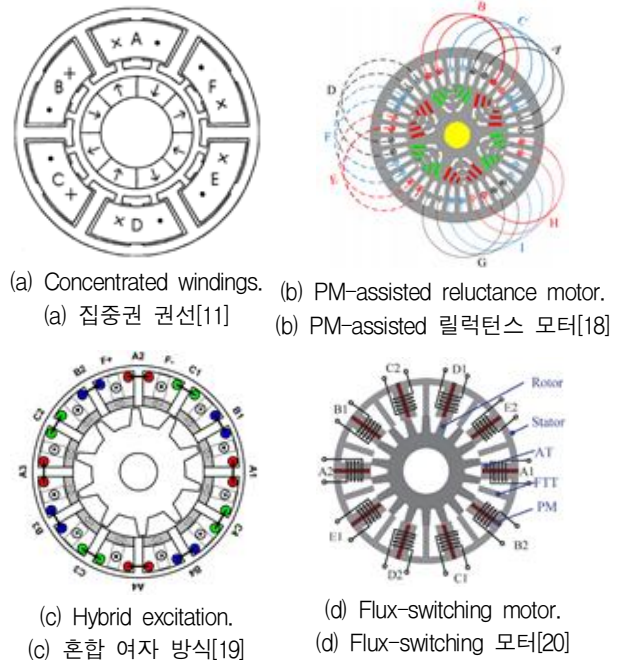 A
B
F
C
E
D
B
C
A
D
F
E
H
I
G
(a) Concentrated windings.
(a) 집중권 권선[11]
(b) PM-assisted reluctance motor.
(b) PM-assisted 릴럭턴스 모터[18]
F+
A2
F-
B2
C1
C2
B1
A3
A1
B3
C4
C3
B4
A4
C2
D1
B1
E2
Rotor
Stator
AT
A2
A1
FTT
PM
E1
B2
D2
C1
(c) Hybrid excitation.
(c) 혼합 여자 방식[19]
(d) Flux-switching motor.
(d) Flux-switching 모터[20]